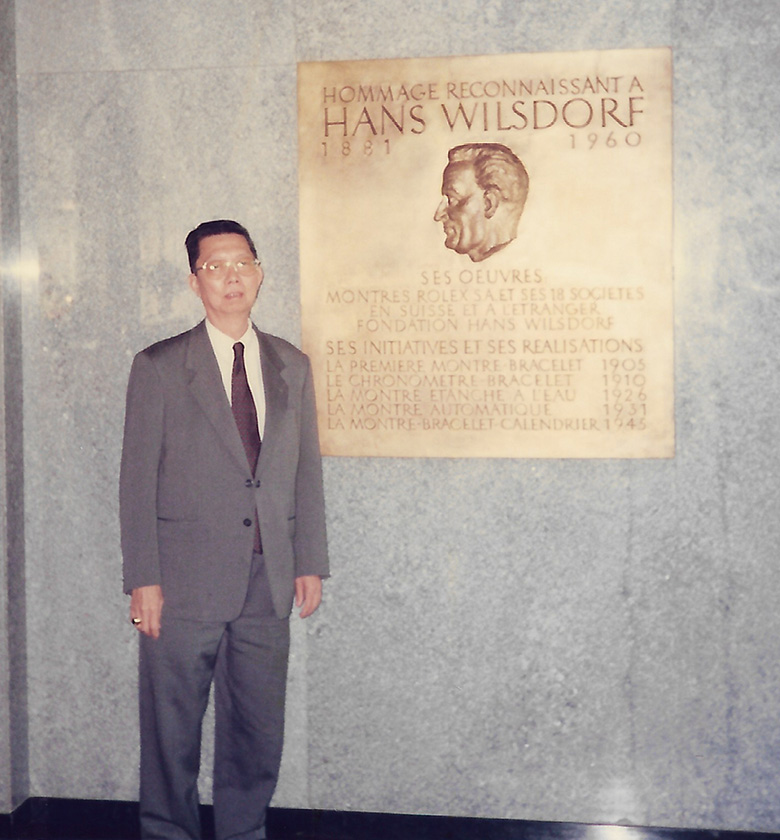 HOMMAGE RECONNAISSANT A
HANS WILSDORF
1881 1960
SES OEUVRES
MONTRES ROLEX S.A. ET SES 18 SOCIETES
EN SUISSE ET A L'ETRANGER
FONDATION HANS WILSDORF
SES INITIATIVES ET SES REALISATIONS
LA PREMIERE MONTRE-BRACELET 1905
LE CHRONOMETRE-BRACELET 1910
LA MONTRE ETANCHE A L'EAU 1926
LA MONTRE AUTOMATIQUE 1931
LA MONTRE-BRACELET-CALENDRIER 1945